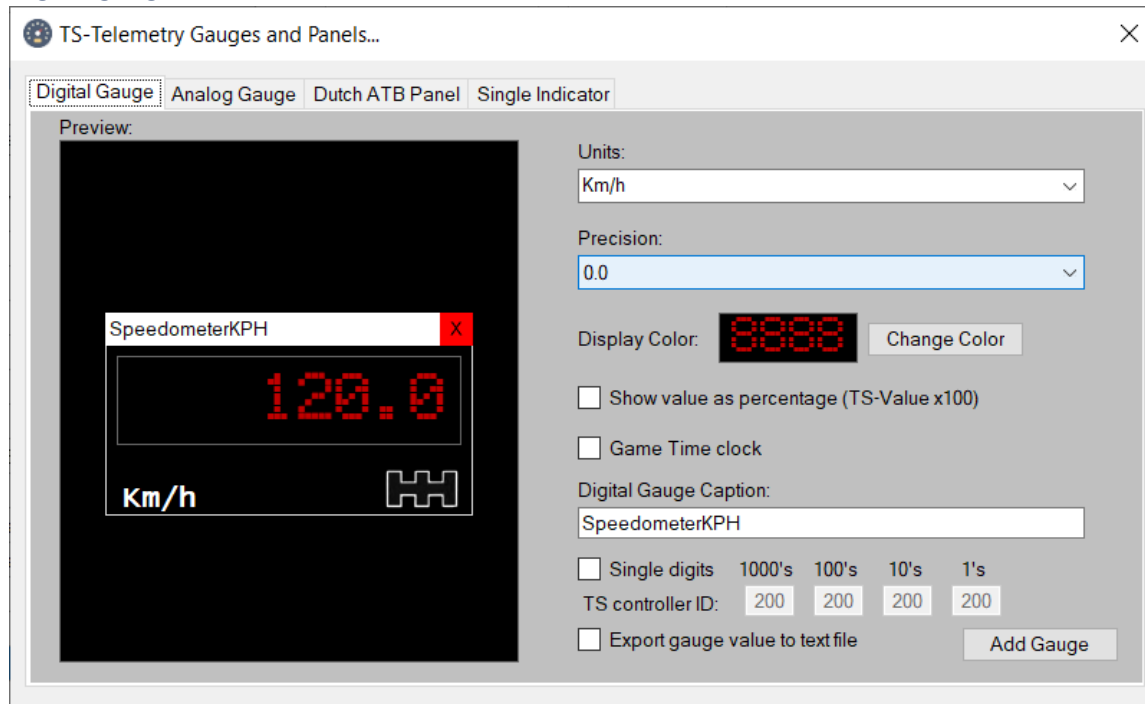 TS-Telemetry Gauges and Panels...
Digital Gauge Analog Gauge Dutch ATB Panel Single Indicator
Preview:
Units:
Km/h
Precision:
0.0
SpeedometerKPH X
Display Color: 8888 Change Color
120.0
Show value as percentage (TS-Value x100)
Game Time clock
Km/h
Digital Gauge Caption:
SpeedometerKPH
Single digits 1000's 100's 10's 1's
TS controller ID: 200 200 200 200
Export gauge value to text file Add Gauge